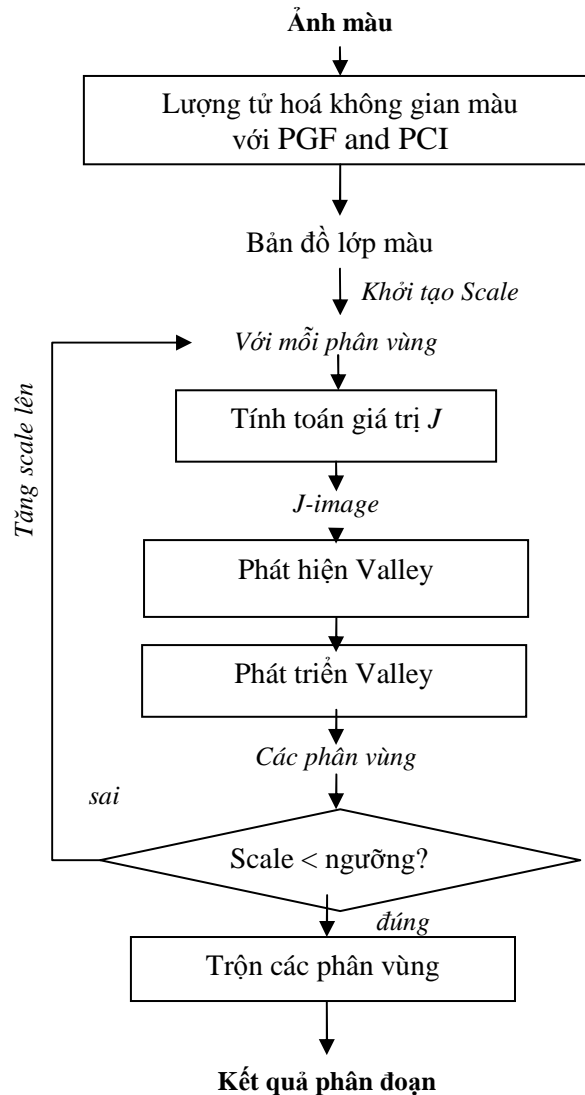 Ảnh màu
Lượng tử hoá không gian màu
với PGF and PCI
Bản đồ lớp màu
Khởi tạo Scale
Với mỗi phân vùng
Tính toán giá trị J
J-image
Tăng scale lên
Phát hiện Valley
Phát triển Valley
Các phân vùng
sai
Scale < ngưỡng?
đúng
Trộn các phân vùng
Kết quả phân đoạn